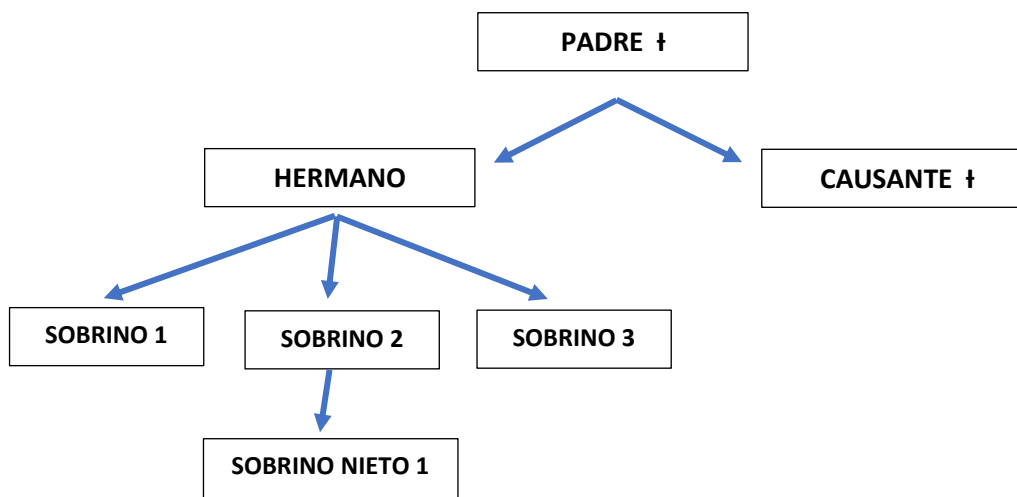 PADRE ƚ
HERMANO
CAUSANTE ƚ
SOBRINO 1
SOBRINO 2
SOBRINO 3
SOBRINO NIETO 1